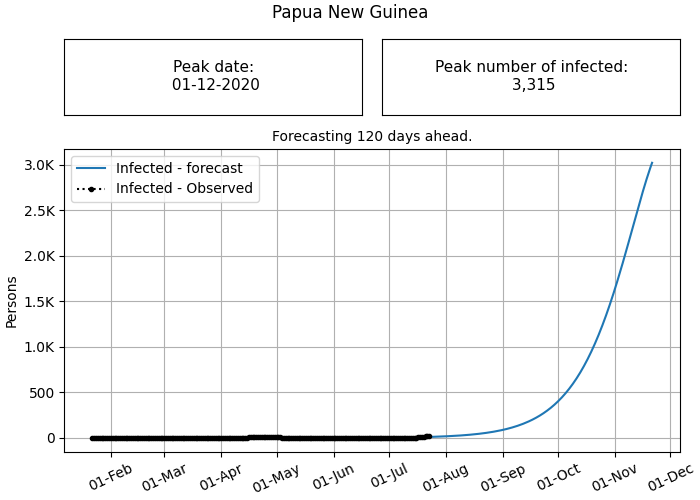 Papua New Guinea
Peak date:
01-12-2020
Peak number of infected:
3,315
Forecasting 120 days ahead.
Infected - forecast
Infected - Observed
3.0K
2.5K
2.0K
1.5K
1.0K
500
0
Persons
01-Feb
01-Mar
01-Apr
01-May
01-Jun
01-Jul
01-Aug
01-Sep
01-Oct
01-Nov
01-Dec